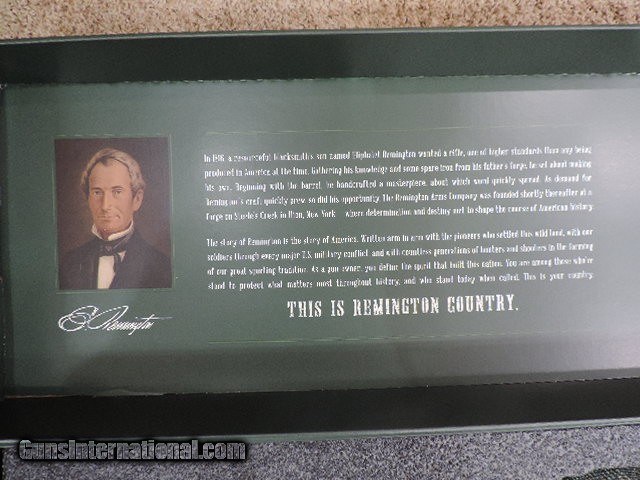 In 1816, a resourceful blacksmith's son named Eliphalet Remington wanted a rifle, one of higher standards than any being
produced in America at the time. Gathering his knowledge and some spare iron from his father's forge, he set about making
his own. Beginning with the barrel, he handcrafted a masterpiece, about which word quickly spread. As demand for
Remington's craft quickly grew, so did his opportunity. The Remington Arms Company was founded shortly thereafter at a
forge on Steele's Creek in Ilion, New York – where determination and destiny met to shape the course of American history.
The story of Remington is the story of America. Written arm in arm with the pioneers who settled this wild land, with our
soldiers through every major U.S. military conflict, and with countless generations of hunters and shooters in the forming
of our great sporting tradition. As a gun owner, you define the spirit that built this nation. You are among those who've
stood to protect what matters most throughout history, and who stand today when called. This is your country.
THIS IS REMINGTON COUNTRY.
E. Remington
GunsInternational.com